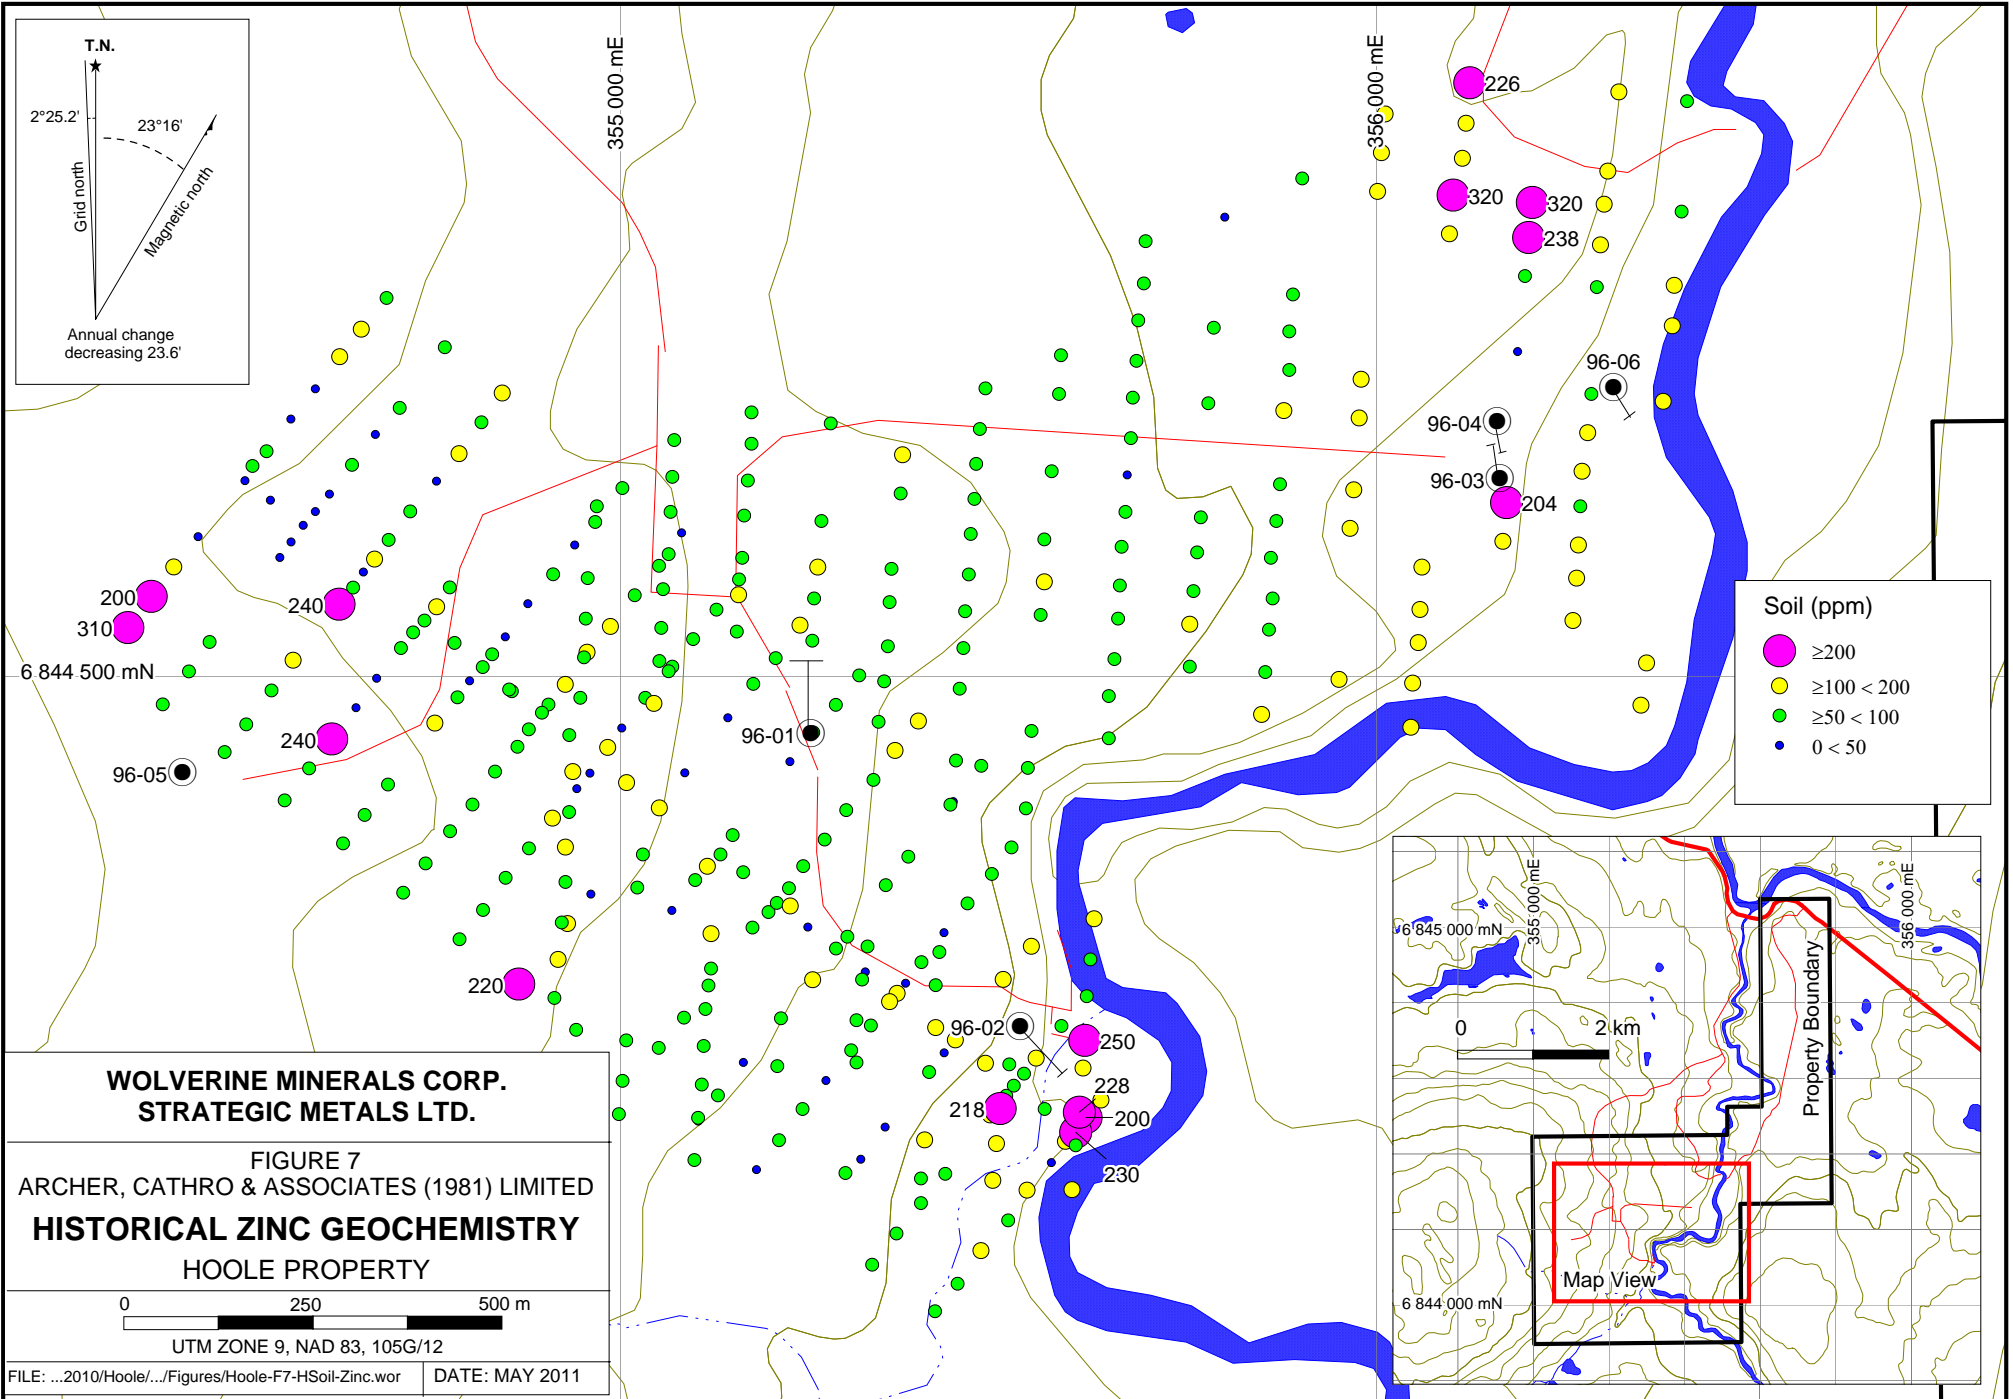 T.N.
2°25.2'
23°16'
Grid north
Magnetic north
Annual change
decreasing 23.6'
355 000 mE
356 000 mE
226
320
320
238
96-06
96-04
96-03
204
200
310
240
6 844 500 mN
240
96-05
96-01
220
96-02
250
228
218
200
230
Soil (ppm)
≥200
≥100 < 200
≥50 < 100
0 < 50
355 000 mE
356 000 mE
6 845 000 mN
0 2 km
Property Boundary
Map View
6 844 000 mN
WOLVERINE MINERALS CORP.
STRATEGIC METALS LTD.
FIGURE 7
ARCHER, CATHRO & ASSOCIATES (1981) LIMITED
HISTORICAL ZINC GEOCHEMISTRY
HOOLE PROPERTY
0 250 500 m
UTM ZONE 9, NAD 83, 105G/12
FILE: ...2010/Hoole/.../Figures/Hoole-F7-HSoil-Zinc.wor
DATE: MAY 2011